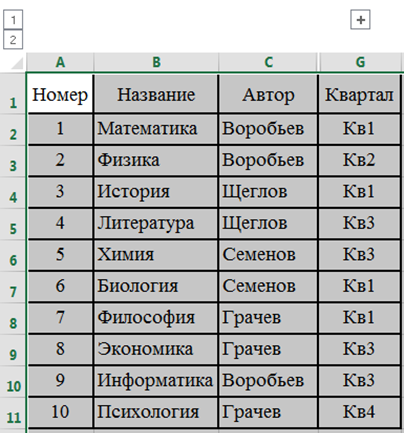 1
2
+
A B C G
1 Номер Название Автор Квартал
2 1 Математика Воробьев Кв1
3 2 Физика Воробьев Кв2
4 3 История Щеглов Кв1
5 4 Литература Щеглов Кв3
6 5 Химия Семенов Кв3
7 6 Биология Семенов Кв1
8 7 Философия Грачев Кв1
9 8 Экономика Грачев Кв3
10 9 Информатика Воробьев Кв3
11 10 Психология Грачев Кв4